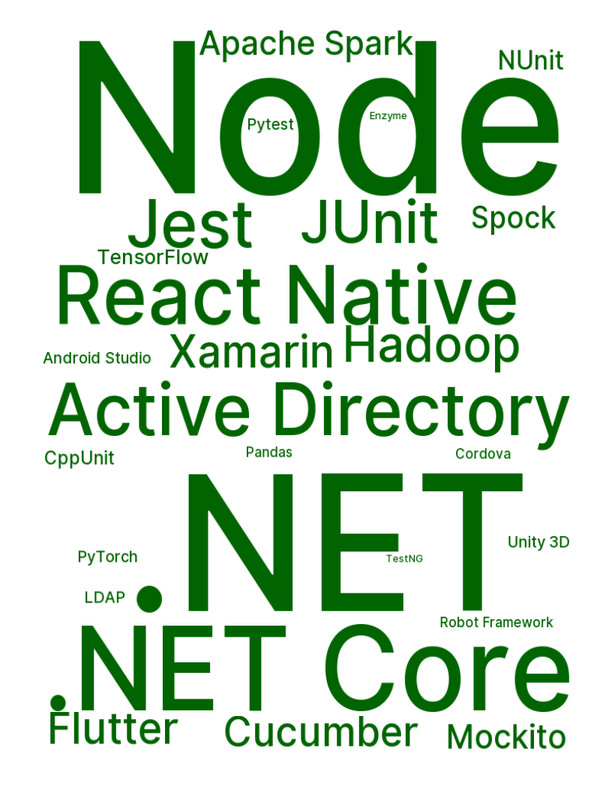 Apache Spark
NUnit
Node
Pytest
Enzyme
Jest
JUnit
Spock
TensorFlow
React Native
Hadoop
Xamarin
Android Studio
Active Directory
CppUnit
Pandas
Cordova
.NET
Unity 3D
PyTorch
TestNG
LDAP
Robot Framework
.NET Core
Flutter
Cucumber
Mockito